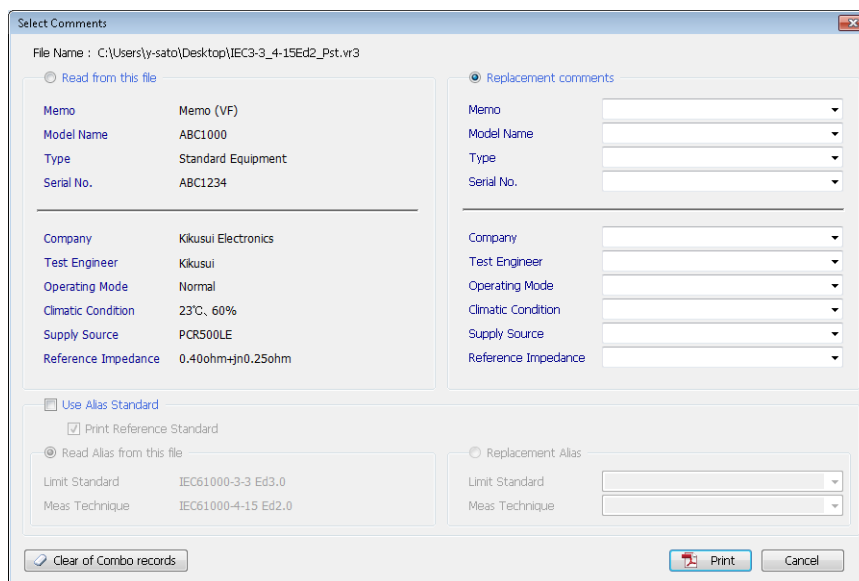 Select Comments
File Name : C:\Users\y-sato\Desktop\IEC3-3_4-15Ed2_Pst.vr3
Read from this file
Memo Memo (VF)
Model Name ABC1000
Type Standard Equipment
Serial No. ABC1234
Company Kikusui Electronics
Test Engineer Kikusui
Operating Mode Normal
Climatic Condition 23℃、60%
Supply Source PCR500LE
Reference Impedance 0.40ohm+jn0.25ohm
Replacement comments
Memo
Model Name
Type
Serial No.
Company
Test Engineer
Operating Mode
Climatic Condition
Supply Source
Reference Impedance
Use Alias Standard
Print Reference Standard
Read Alias from this file
Limit Standard IEC61000-3-3 Ed3.0
Meas Technique IEC61000-4-15 Ed2.0
Replacement Alias
Limit Standard
Meas Technique
Clear of Combo records
Print
Cancel